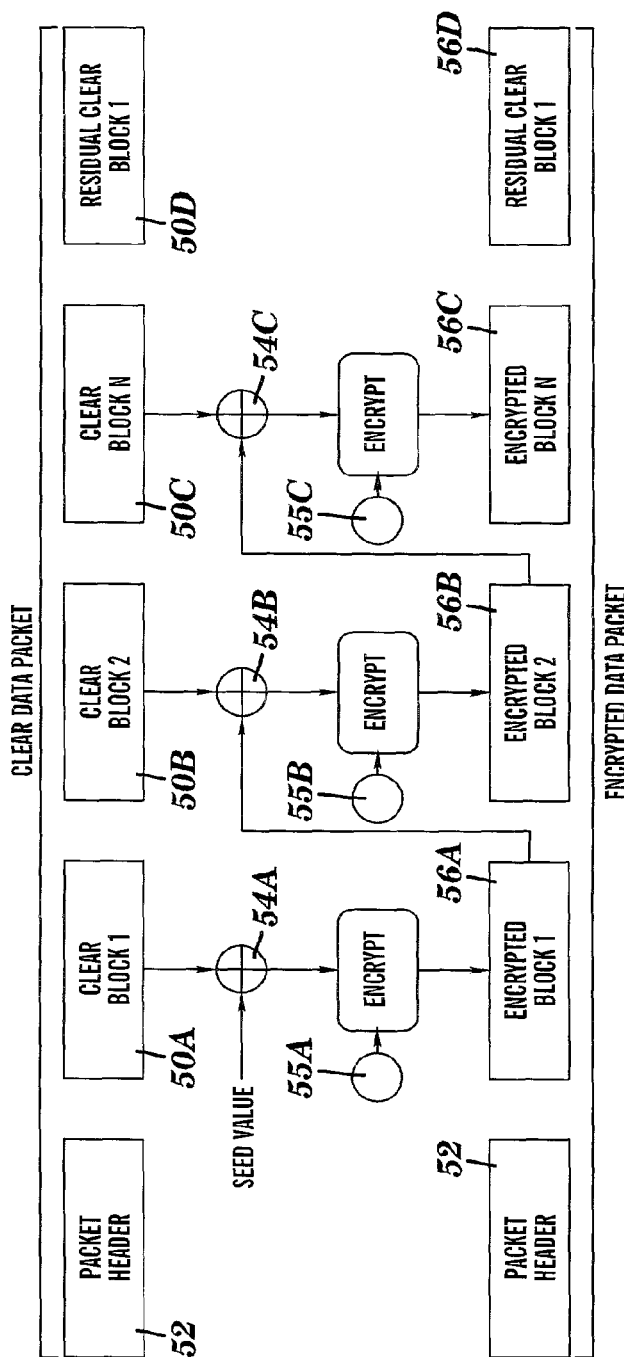 CLEAR DATA PACKET
PACKET
HEADER
CLEAR
BLOCK 1
CLEAR
BLOCK 2
CLEAR
BLOCK N
RESIDUAL CLEAR
BLOCK 1
52
50A
50B
50C
50D
SEED VALUE
54A
54B
54C
ENCRYPT
ENCRYPT
ENCRYPT
55A
55B
55C
52
56A
56B
56C
56D
PACKET
HEADER
ENCRYPTED
BLOCK 1
ENCRYPTED
BLOCK 2
ENCRYPTED
BLOCK N
RESIDUAL CLEAR
BLOCK 1
ENCRYPTED DATA PACKET